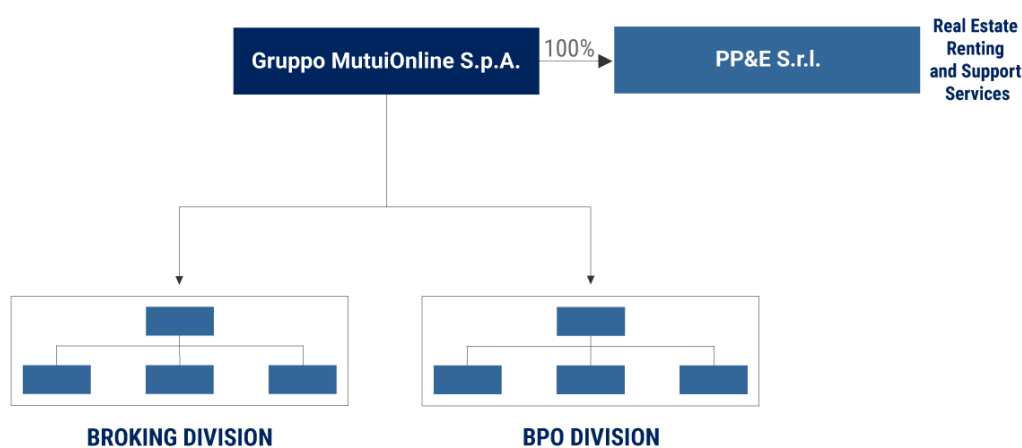 Gruppo MutuiOnline S.p.A.
100%
PP&E S.r.l.
Real Estate
Renting
and Support
Services
BROKING DIVISION
BPO DIVISION